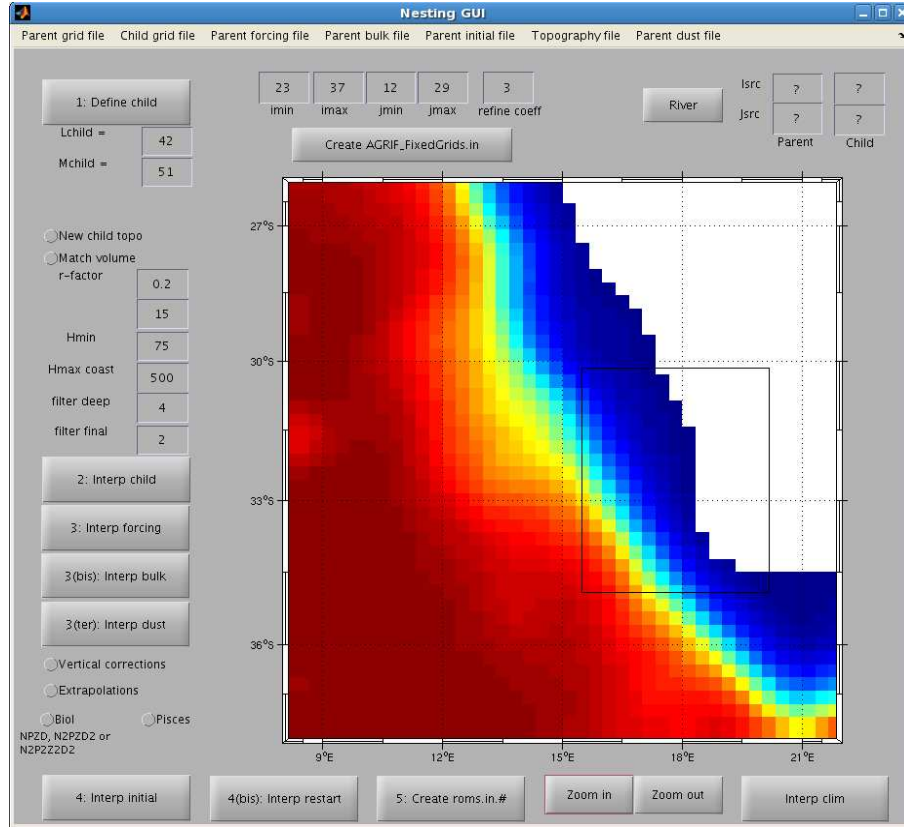 Nesting GUI
Parent grid file Child grid file Parent forcing file Parent bulk file Parent initial file Topography file Parent dust file
1: Define child
Lchild =
42
Mchild =
51
23 37 12 29 3
imin imax jmin jmax refine coeff
Create AGRIF_FixedGrids.in
River
Isrc ? ?
Jsrc ? ?
Parent Child
New child topo
Match volume
r-factor
0.2
15
Hmin
75
Hmax coast
500
filter deep
4
filter final
2
2: Interp child
3: Interp forcing
3(bis): Interp bulk
3(ter): Interp dust
Vertical corrections
Extrapolations
Biol Pisces
NPZD, N2PZD2 or
N2P2Z2D2
27°S
30°S
33°S
36°S
9°E 12°E 15°E 18°E 21°E
4: Interp initial 4(bis): Interp restart 5: Create roms.in.# Zoom in Zoom out Interp clim